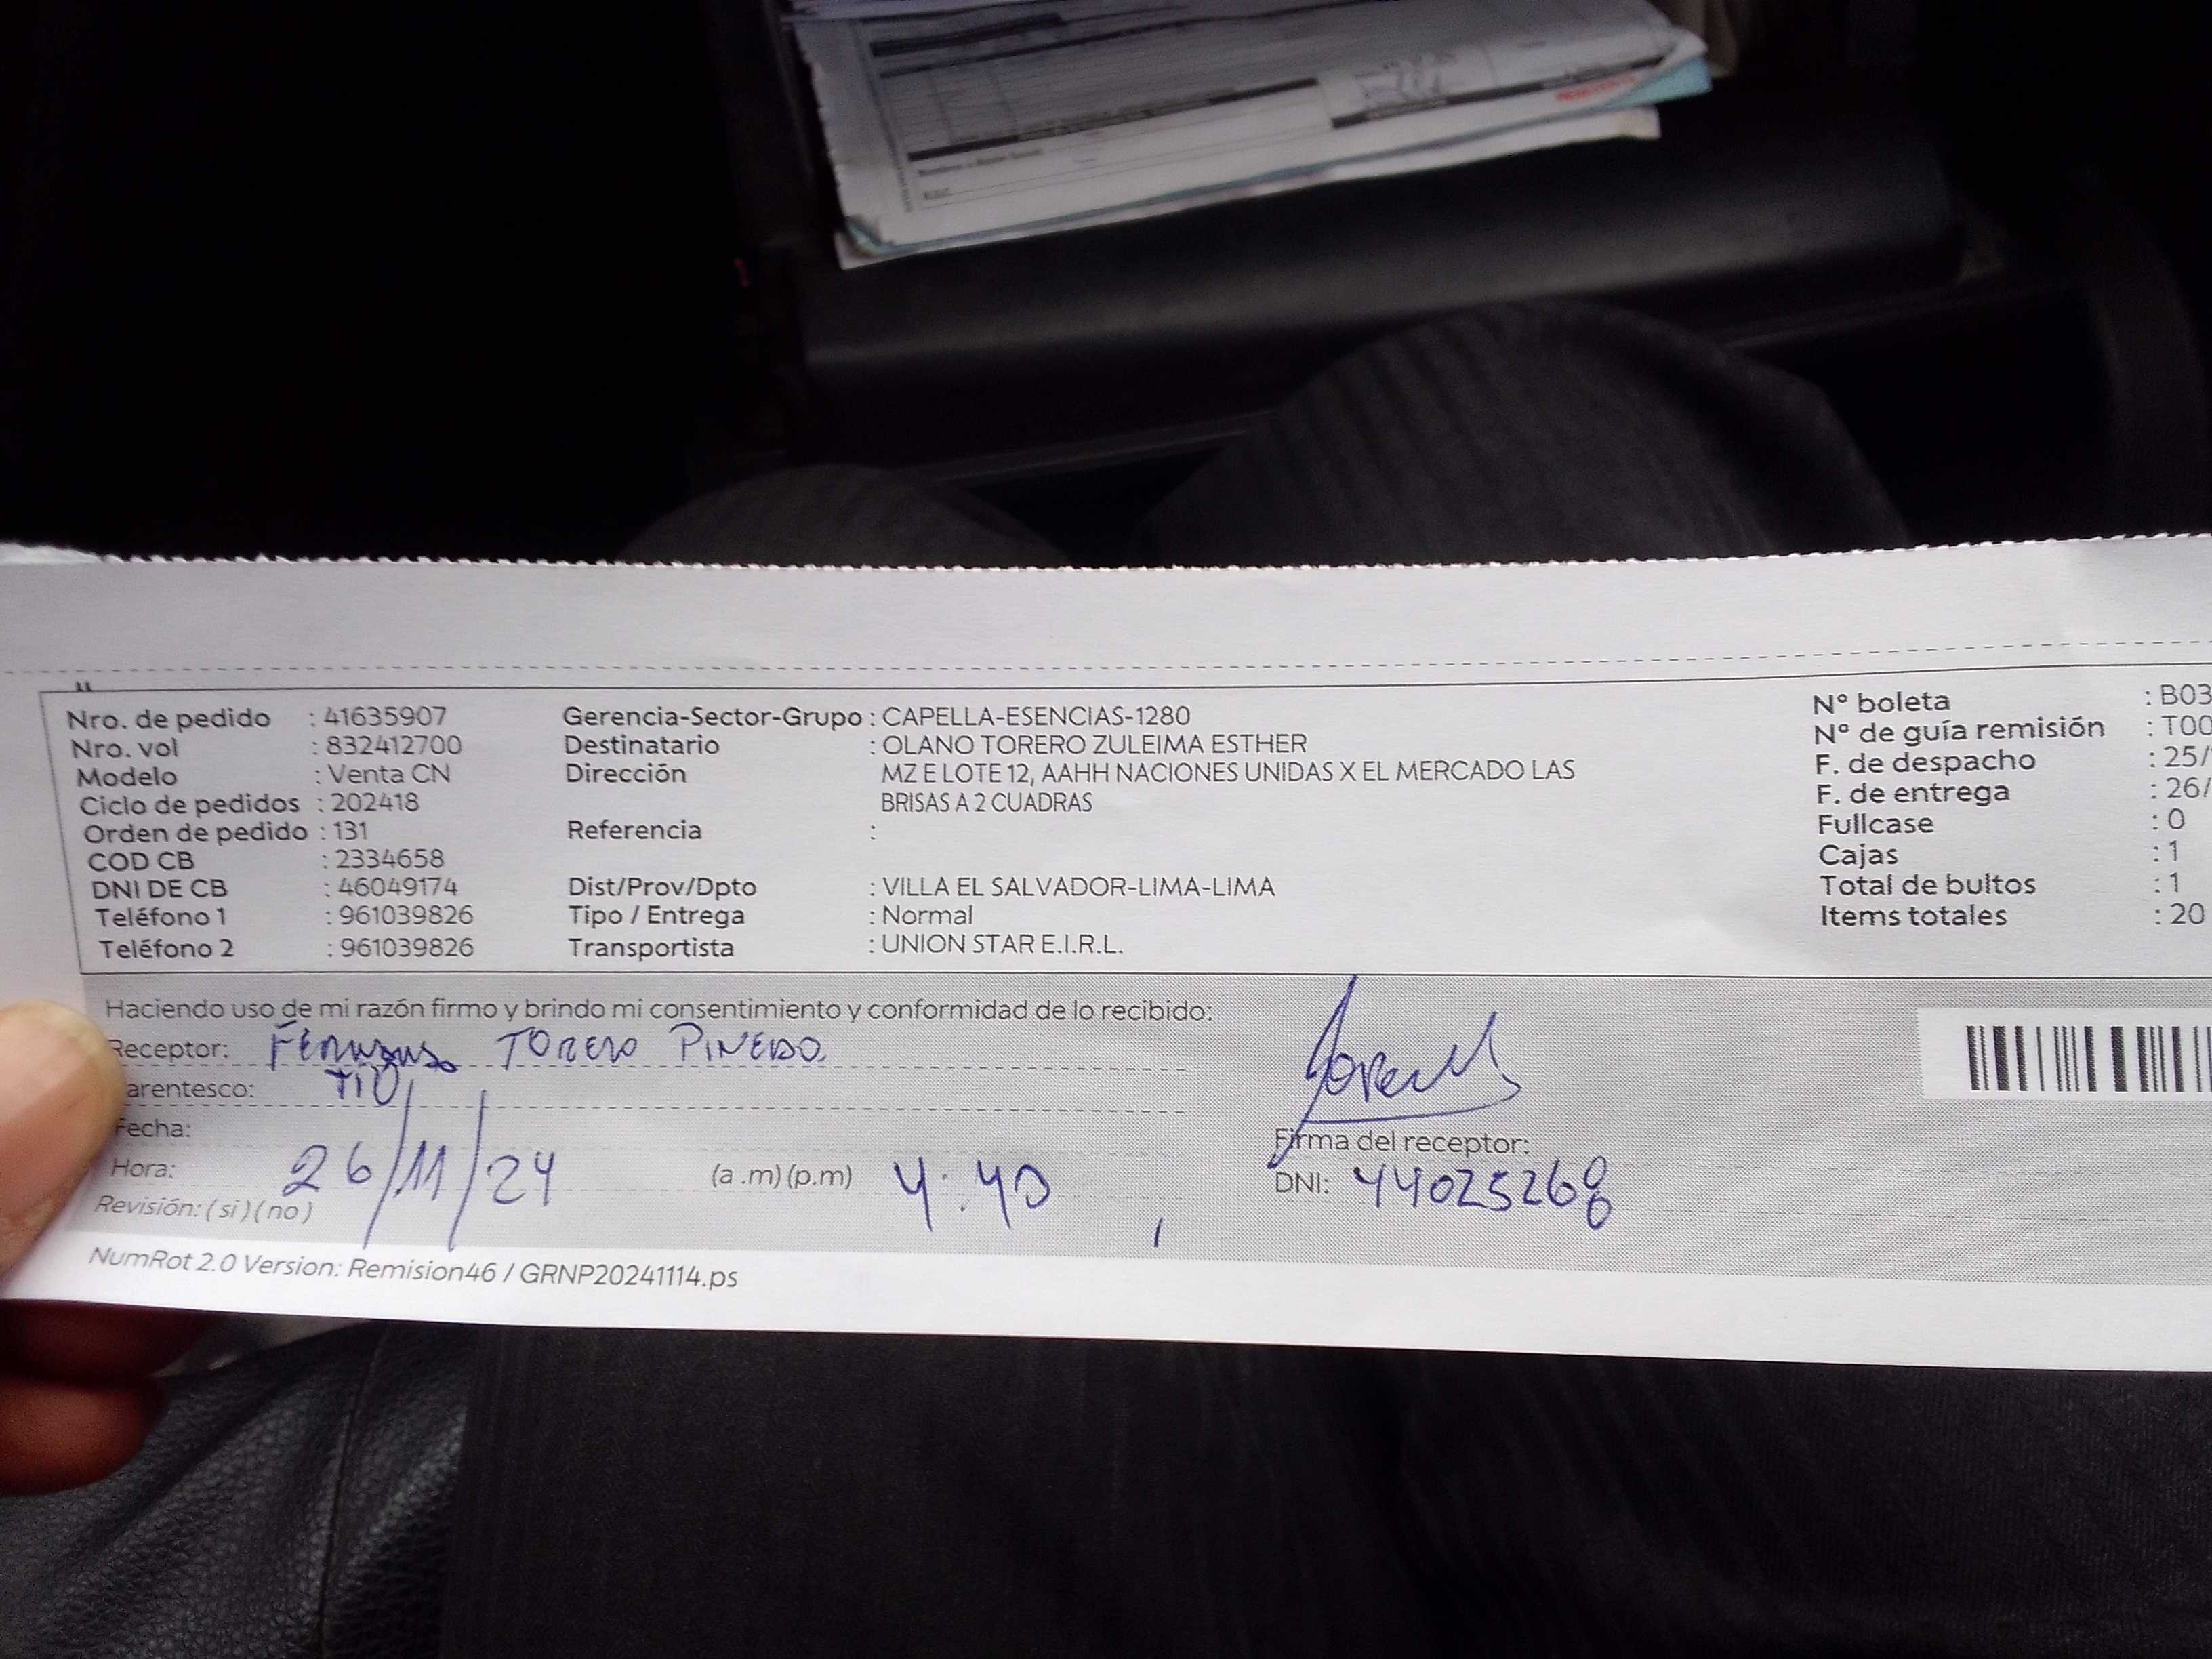 Nro. de pedido : 41635907
Nro. vol : 832412700
Modelo : Venta CN
Ciclo de pedidos : 202418
Orden de pedido : 131
COD CB : 2334658
DNI DE CB : 46049174
Teléfono 1 : 961039826
Teléfono 2 : 961039826
Gerencia-Sector-Grupo : CAPELLA-ESENCIAS-1280
Destinatario : OLANO TORERO ZULEIMA ESTHER
Dirección MZ E LOTE 12, AAHH NACIONES UNIDAS X EL MERCADO LAS
BRISAS A 2 CUADRAS
Referencia :
Dist/Prov/Dpto : VILLA EL SALVADOR-LIMA-LIMA
Tipo / Entrega : Normal
Transportista : UNION STAR E.I.R.L.
Nº boleta : B03
Nº de guía remisión : T00
F. de despacho : 25/
F. de entrega : 26/
Fullcase : 0
Cajas : 1
Total de bultos : 1
Items totales : 20
Haciendo uso de mi razón firmo y brindo mi consentimiento y conformidad de lo recibido:
Receptor: TORERO PINEDO
arentesco: TIO
Fecha:
Hora: 26/11/24 (a .m) (p.m) 4:40
Revisión: ( si ) ( no )
Firma del receptor:
DNI: 44025268
NumRot 2.0 Version: Remision46 / GRNP20241114.ps